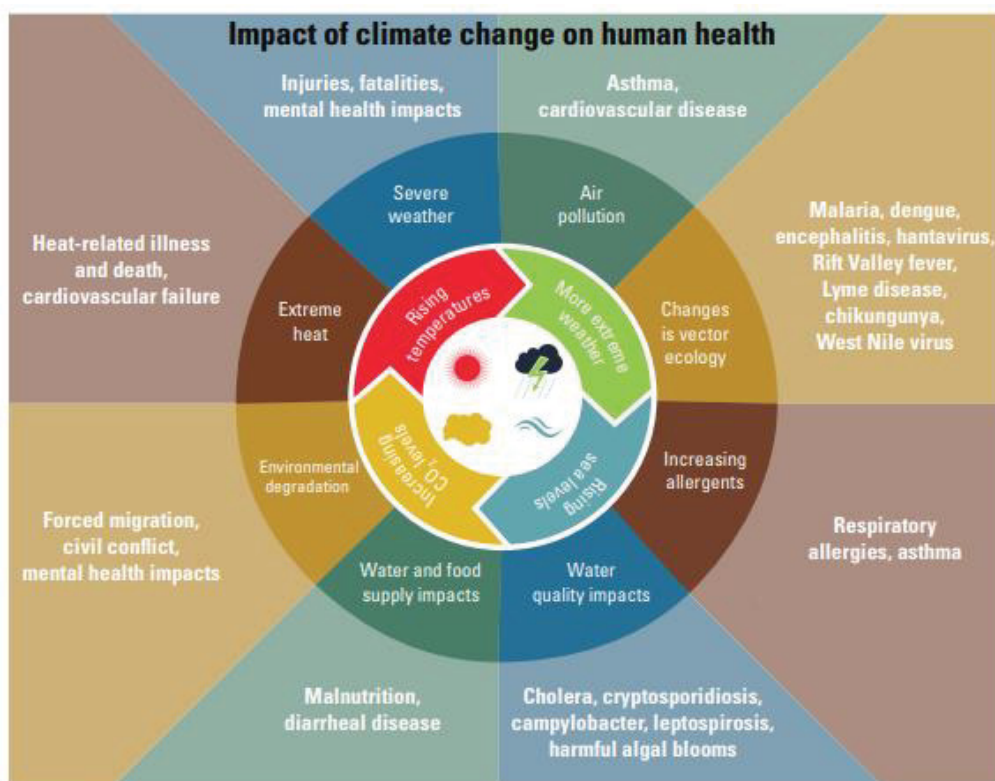 Impact of climate change on human health
Injuries, fatalities,
mental health impacts
Asthma,
cardiovascular disease
Severe
weather
Air
pollution
Heat-related illness
and death,
cardiovascular failure
Malaria, dengue,
encephalitis, hantavirus,
Rift Valley fever,
Lyme disease,
chikungunya,
West Nile virus
Extreme
heat
Changes
is vector
ecology
Rising
temperatures
More extreme
weather
Increasing
CO₂ levels
Rising
sea levels
Environmental
degradation
Increasing
allergents
Forced migration,
civil conflict,
mental health impacts
Respiratory
allergies, asthma
Water and food
supply impacts
Water
quality impacts
Malnutrition,
diarrheal disease
Cholera, cryptosporidiosis,
campylobacter, leptospirosis,
harmful algal blooms